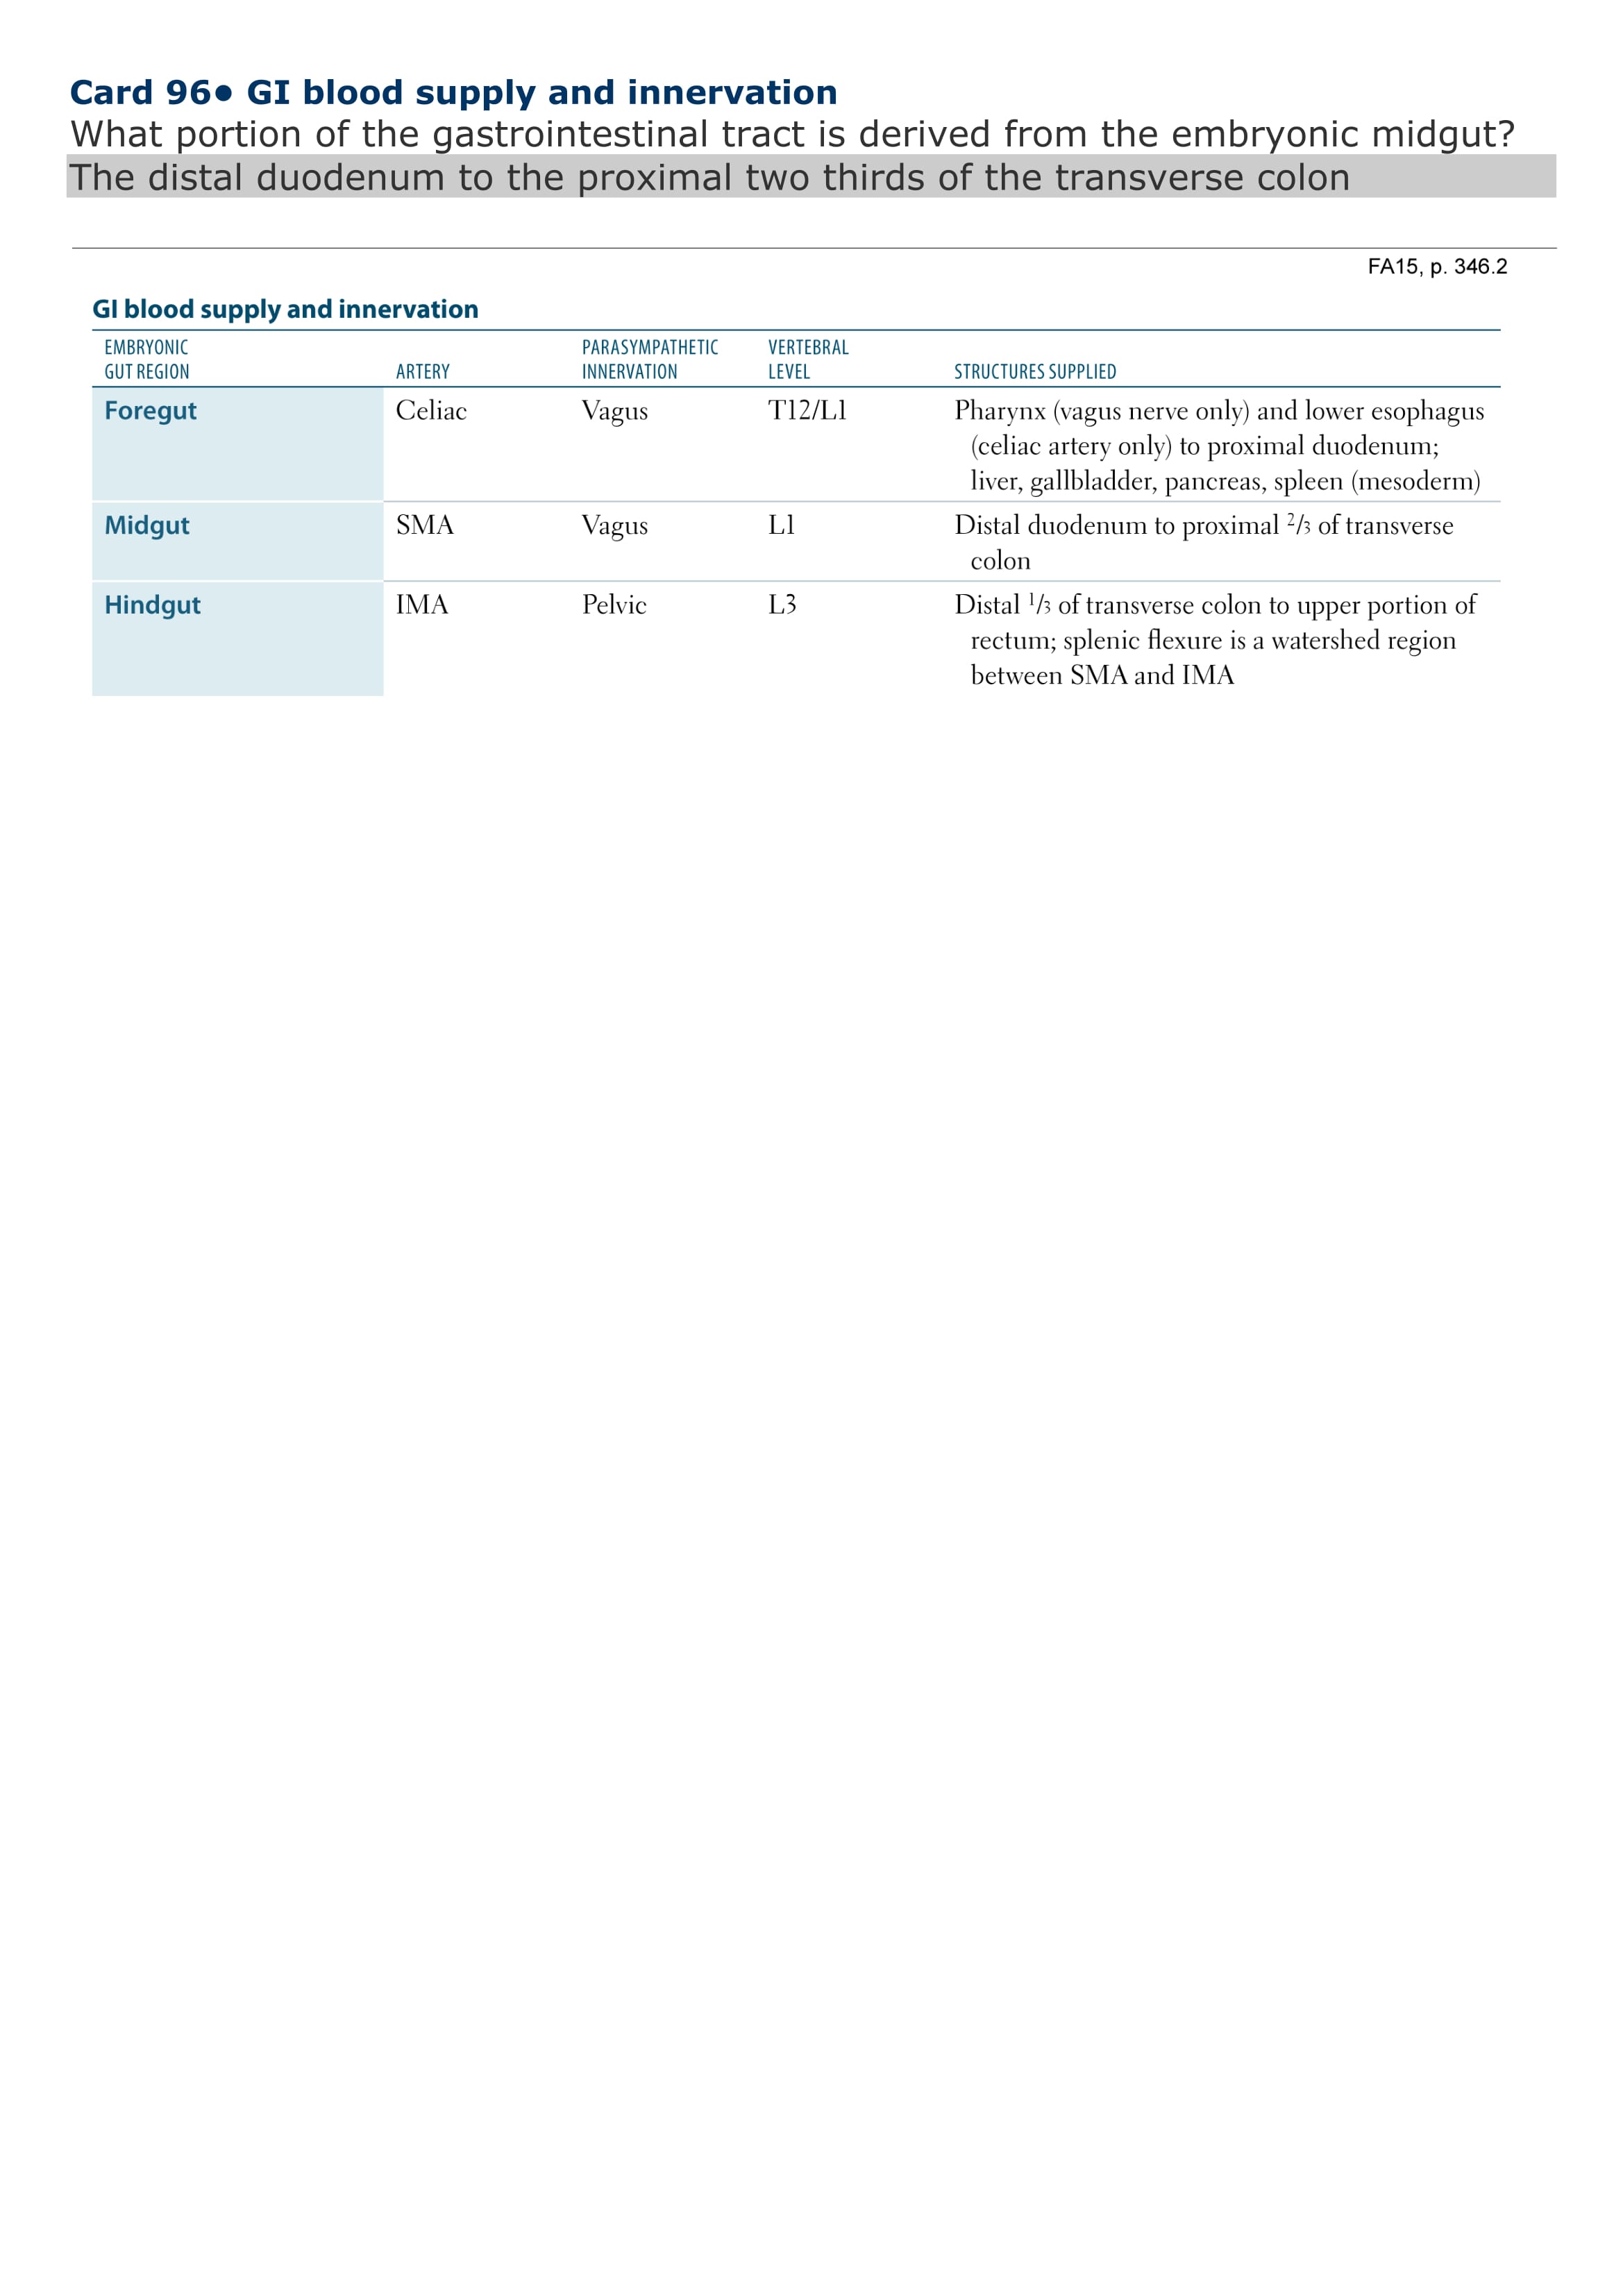 Card 96• GI blood supply and innervation
What portion of the gastrointestinal tract is derived from the embryonic midgut?
The distal duodenum to the proximal two thirds of the transverse colon
FA15, p. 346.2
GI blood supply and innervation
EMBRYONIC GUT REGION ARTERY PARASYMPATHETIC INNERVATION VERTEBRAL LEVEL STRUCTURES SUPPLIED
Foregut Celiac Vagus T12/L1 Pharynx (vagus nerve only) and lower esophagus
(celiac artery only) to proximal duodenum;
liver, gallbladder, pancreas, spleen (mesoderm)
Midgut SMA Vagus L1 Distal duodenum to proximal 2/3 of transverse
colon
Hindgut IMA Pelvic L3 Distal 1/3 of transverse colon to upper portion of
rectum; splenic flexure is a watershed region
between SMA and IMA